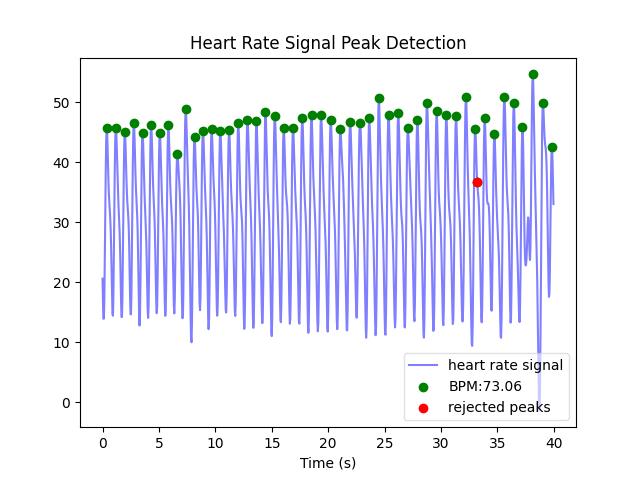 Heart Rate Signal Peak Detection
50
40
30
20
10
0
heart rate signal
BPM:73.06
rejected peaks
0 5 10 15 20 25 30 35 40
Time (s)